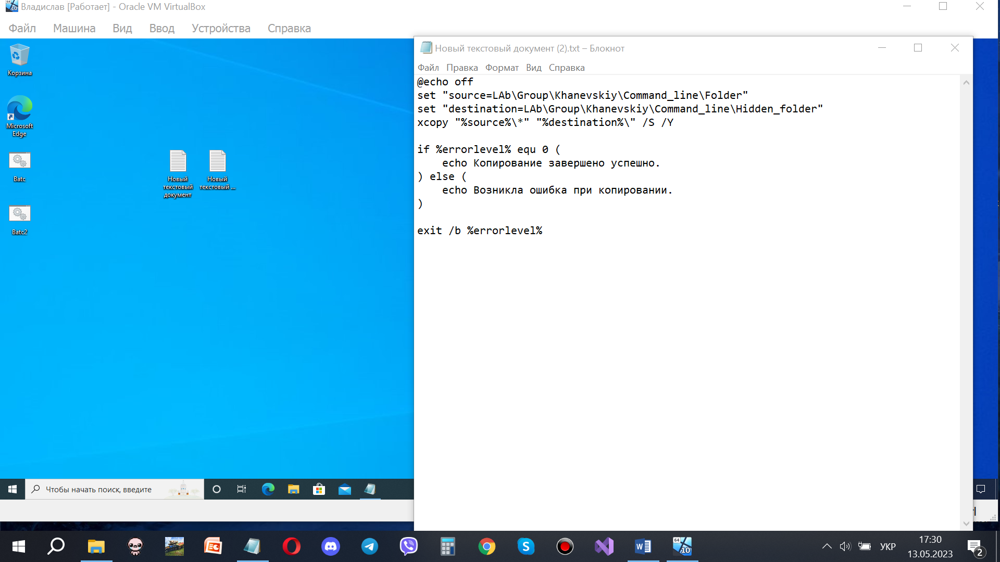 Владислав [Работает] - Oracle VM VirtualBox
Файл Машина Вид Ввод Устройства Справка
Корзина
Microsoft
Edge
Batc
Batc2
Новый
текстовый
документ
Новый
текстовый ...
Новый текстовый документ (2).txt – Блокнот
Файл Правка Формат Вид Справка
@echo off
set "source=LAb\Group\Khanevskiy\Command_line\Folder"
set "destination=LAb\Group\Khanevskiy\Command_line\Hidden_folder"
xcopy "%source%\*" "%destination%\" /S /Y
if %errorlevel% equ 0 (
    echo Копирование завершено успешно.
) else (
    echo Возникла ошибка при копировании.
)
exit /b %errorlevel%
Чтобы начать поиск, введите
УКР
17:30
13.05.2023
2